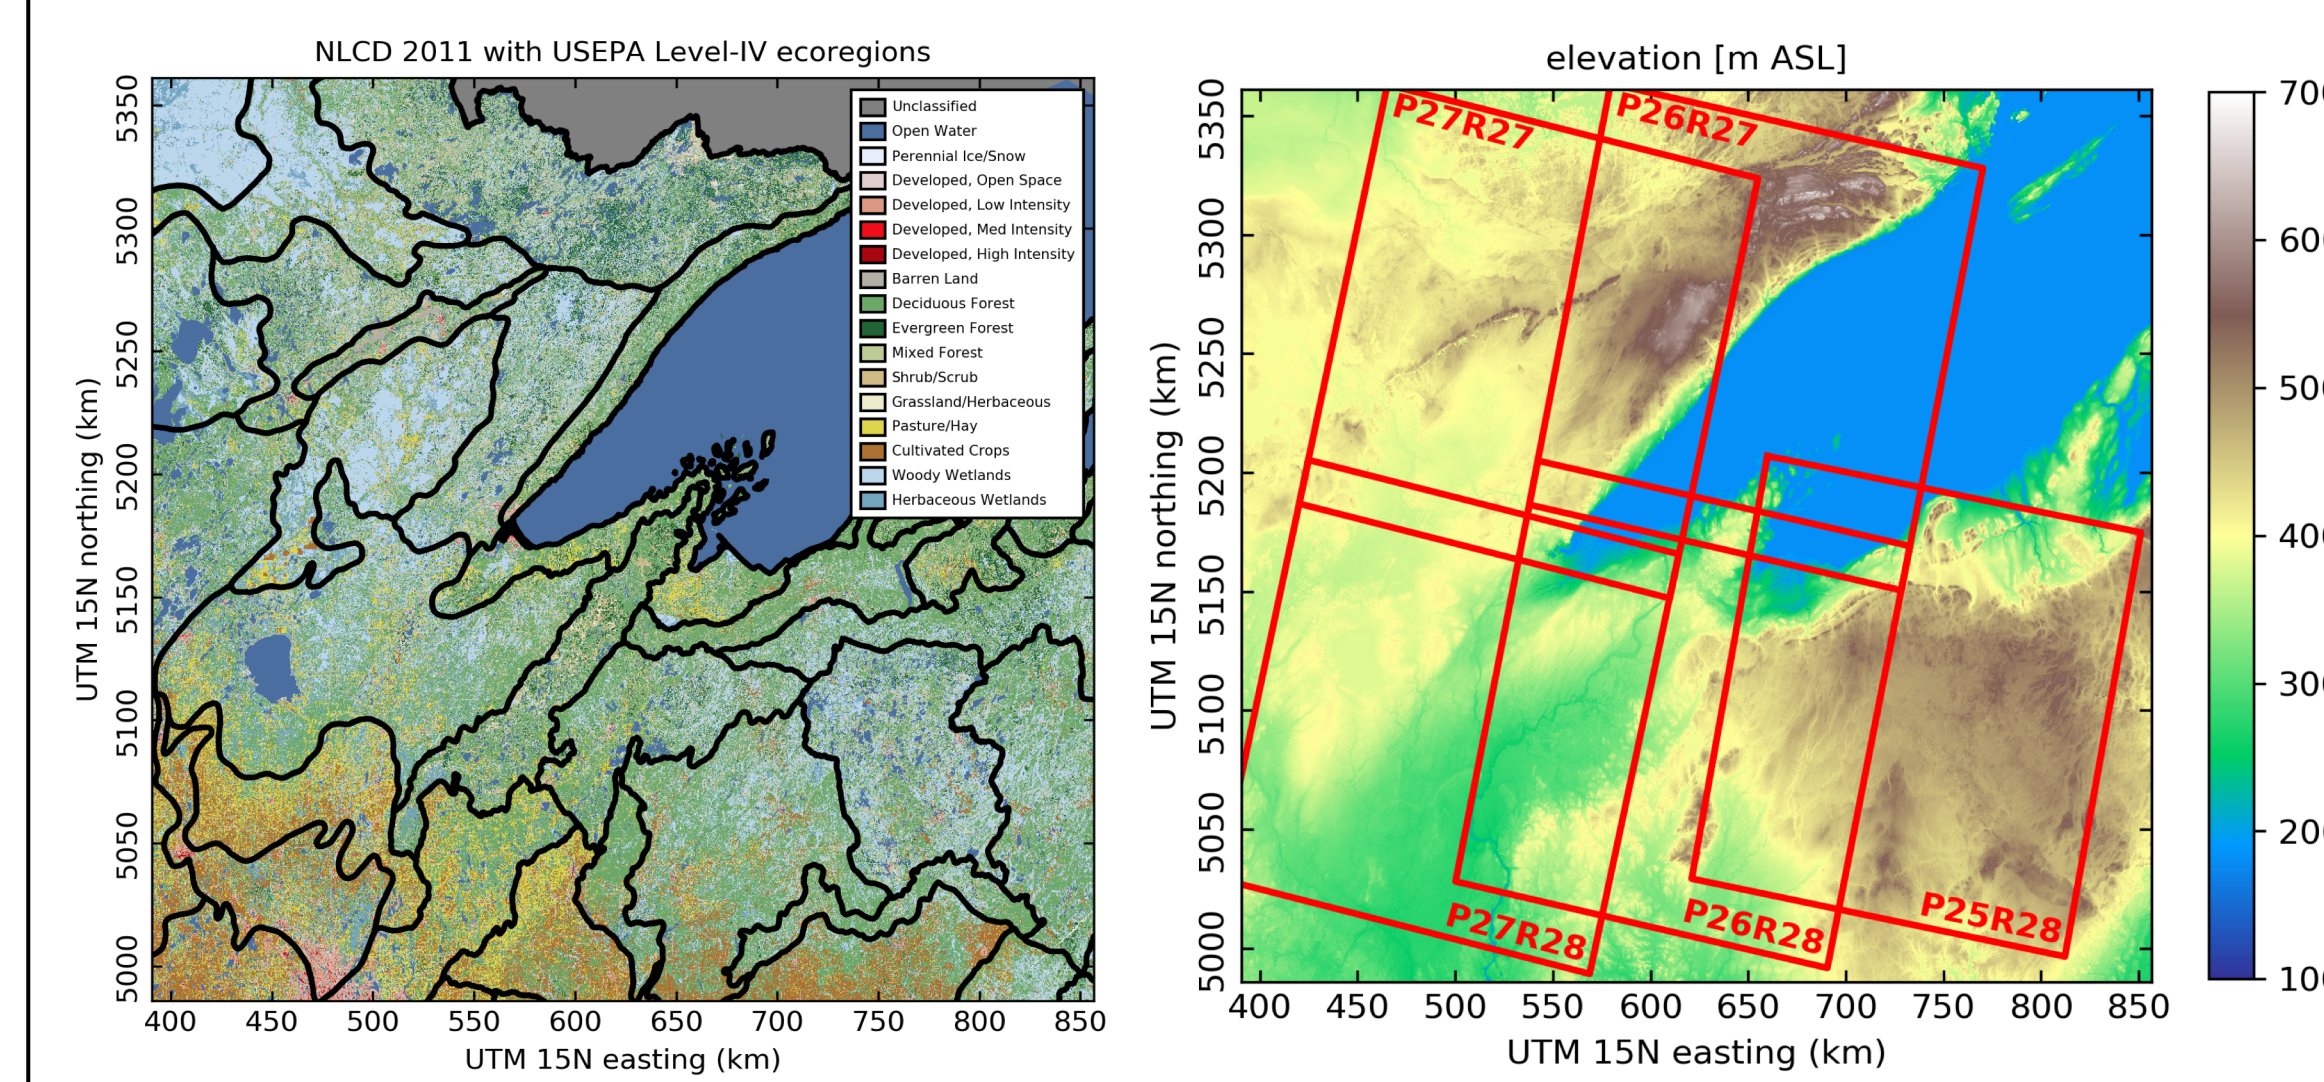 NLCD 2011 with USEPA Level-IV ecoregions
UTM 15N northing (km)
5350
5300
5250
5200
5150
5100
5050
5000
400 450 500 550 600 650 700 750 800 850
UTM 15N easting (km)
Unclassified
Open Water
Perennial Ice/Snow
Developed, Open Space
Developed, Low Intensity
Developed, Med Intensity
Developed, High Intensity
Barren Land
Deciduous Forest
Evergreen Forest
Mixed Forest
Shrub/Scrub
Grassland/Herbaceous
Pasture/Hay
Cultivated Crops
Woody Wetlands
Herbaceous Wetlands
elevation [m ASL]
UTM 15N northing (km)
5350
5300
5250
5200
5150
5100
5050
5000
P27R27
P26R27
P27R28
P26R28
P25R28
400 450 500 550 600 650 700 750 800 850
UTM 15N easting (km)